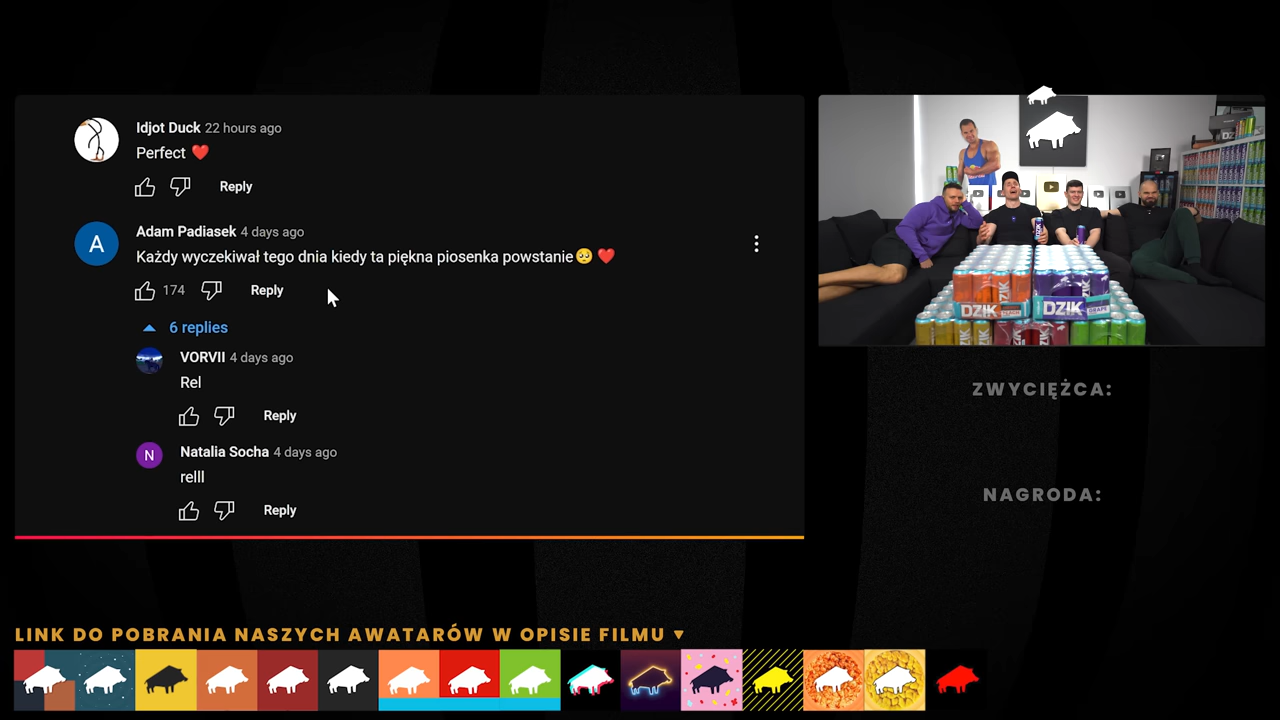 Idjot Duck 22 hours ago
Perfect ❤️
Reply
A
Adam Padiasek 4 days ago
Każdy wyczekiwał tego dnia kiedy ta piękna piosenka powstanie🥺 ❤️
174 Reply
6 replies
VORVII 4 days ago
Rel
Reply
N
Natalia Socha 4 days ago
relll
Reply
DZIK
DZIK
ZWYCIĘŻCA:
NAGRODA:
LINK DO POBRANIA NASZYCH AWATARÓW W OPISIE FILMU ▼